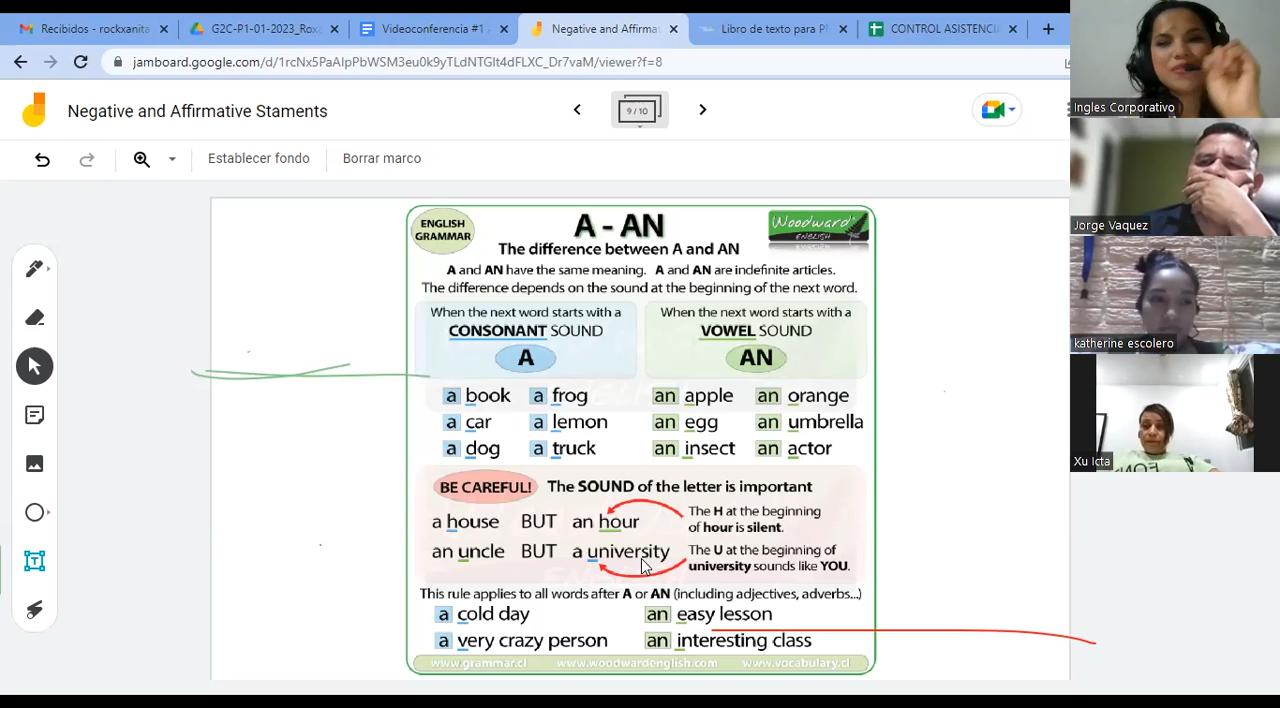 Recibidos - rockxanita
G2C-P1-01-2023_Rox
Videoconferencia #1
Negative and Affirmat
Libro de texto para P
CONTROL ASISTENCI
jamboard.google.com/d/1rcNx5PaAIpPbWSM3eu0k9yTLdNTGIt4dFLXC_Dr7vaM/viewer?f=8
Negative and Affirmative Staments
9 / 10
Establecer fondo
Borrar marco
ENGLISH
GRAMMAR
A - AN
Woodward
ENGLISH
The difference between A and AN
A and AN have the same meaning. A and AN are indefinite articles.
The difference depends on the sound at the beginning of the next word.
When the next word starts with a
CONSONANT SOUND
A
When the next word starts with a
VOWEL SOUND
AN
a book a frog an apple an orange
a car a lemon an egg an umbrella
a dog a truck an insect an actor
BE CAREFUL! The SOUND of the letter is important
a house BUT an hour
The H at the beginning
of hour is silent.
an uncle BUT a university
The U at the beginning of
university sounds like YOU.
This rule applies to all words after A or AN (including adjectives, adverbs...)
a cold day an easy lesson
a very crazy person an interesting class
www.grammar.cl www.woodwardenglish.com www.vocabulary.cl
Ingles Corporativo
Jorge Vaquez
katherine escolero
Xu Icta